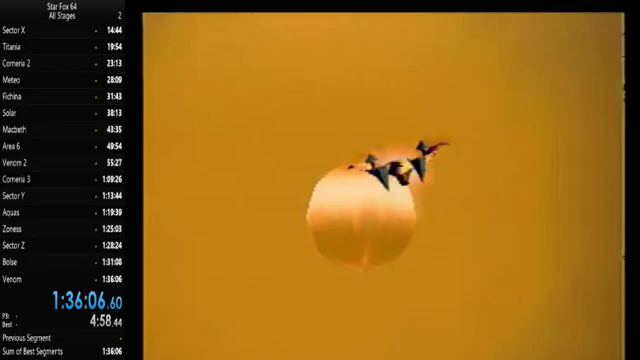 Star Fox 64
All Stages 2
Sector X - 14:44
Titania - 19:54
Corneria 2 - 23:13
Meteo - 28:09
Fichina - 31:43
Solar - 38:13
Macbeth - 43:35
Area 6 - 49:54
Venom 2 - 55:27
Corneria 3 - 1:09:26
Sector Y - 1:13:44
Aquas - 1:19:39
Zoness - 1:25:03
Sector Z - 1:28:24
Bolse - 1:31:08
Venom - 1:36:06
1:36:06.60
PB: -
Best: - 4:58.44
Previous Segment -
Sum of Best Segments 1:36:06